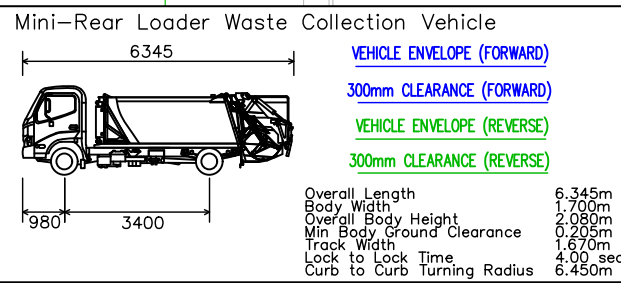 Mini-Rear Loader Waste Collection Vehicle
6345
980
3400
VEHICLE ENVELOPE (FORWARD)
300mm CLEARANCE (FORWARD)
VEHICLE ENVELOPE (REVERSE)
300mm CLEARANCE (REVERSE)
Overall Length 6.345m
Body Width 1.700m
Overall Body Height 2.080m
Min Body Ground Clearance 0.205m
Track Width 1.670m
Lock to Lock Time 4.00 sec
Curb to Curb Turning Radius 6.450m